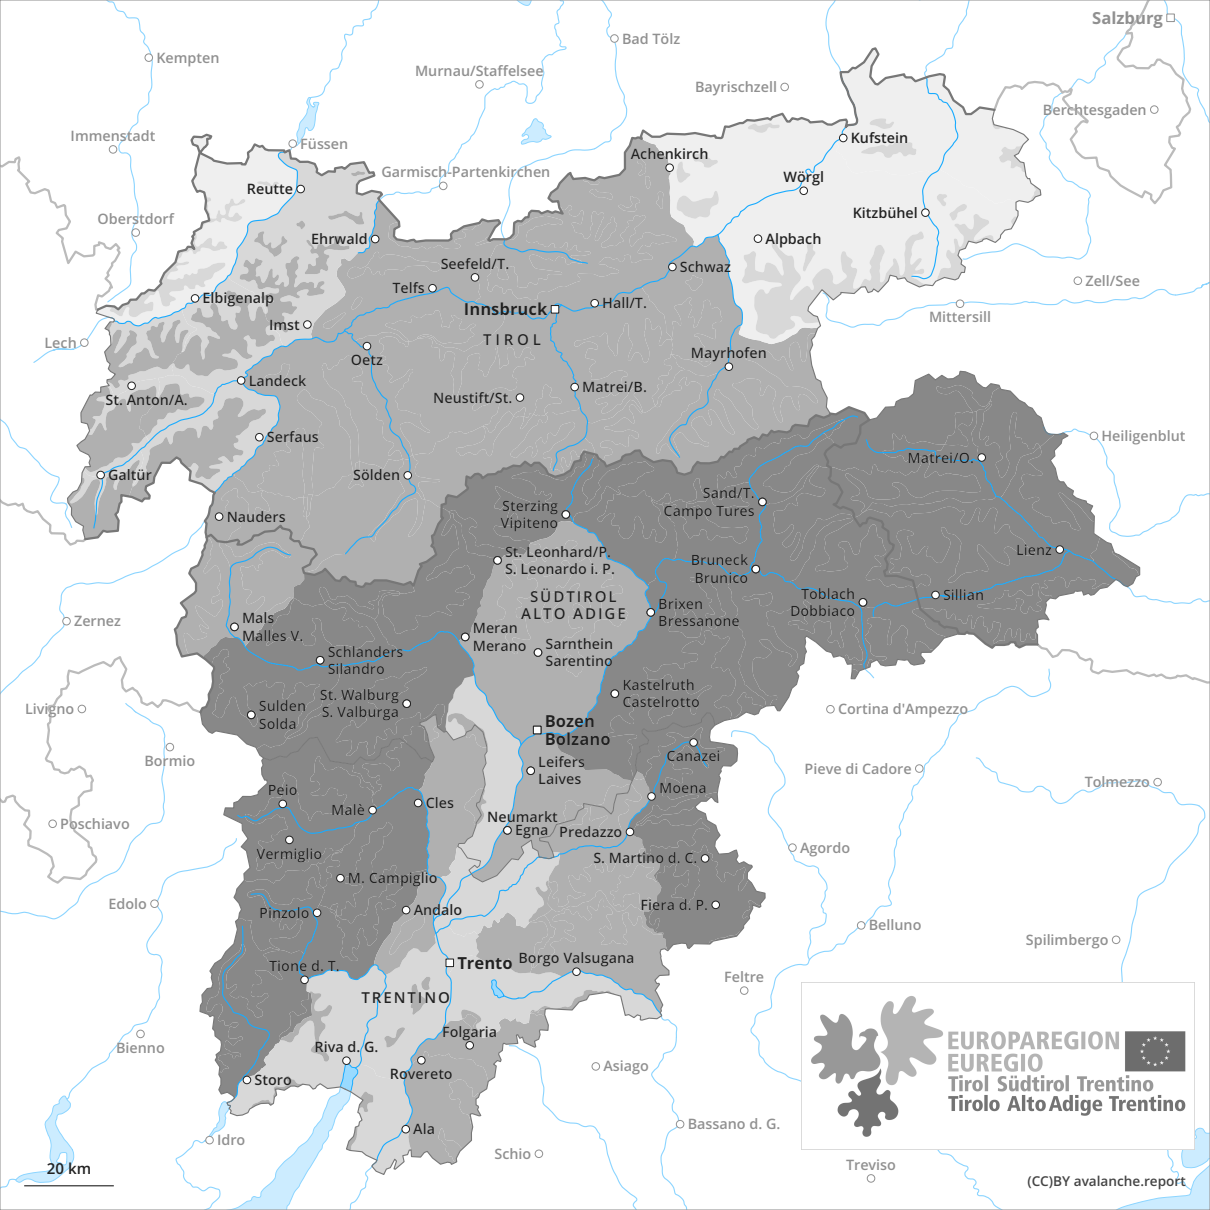 Salzburg
Bad Tölz
Kempten
Murnau/Staffelsee
Bayrischzell
Berchtesgaden
Immenstadt
Füssen
Kufstein
Achenkirch
Garmisch-Partenkirchen
Wörgl
Reutte
Oberstdorf
Kitzbühel
Ehrwald
Alpbach
Seefeld/T.
Schwaz
Zell/See
Telfs
Elbigenalp
Hall/T.
Innsbruck
Mittersill
Imst
TIROL
Lech
Oetz
Mayrhofen
Landeck
Matrei/B.
St. Anton/A.
Neustift/St.
Serfaus
Heiligenblut
Matrei/O.
Galtür
Sölden
Sand/T.
Campo Tures
Sterzing
Vipiteno
Nauders
St. Leonhard/P.
S. Leonardo i. P.
Lienz
Bruneck
Brunico
SÜDTIROL
ALTO ADIGE
Toblach
Dobbiaco
Sillian
Brixen
Bressanone
Zernez
Mals
Malles V.
Meran
Merano
Sarnthein
Sarentino
Schlanders
Silandro
Kastelruth
Castelrotto
St. Walburg
S. Valburga
Sulden
Solda
Livigno
Cortina d'Ampezzo
Bozen
Bolzano
Bormio
Canazei
Leifers
Laives
Pieve di Cadore
Tolmezzo
Peio
Moena
Malè
Cles
Neumarkt
Egna
Poschiavo
Predazzo
Vermiglio
Agordo
S. Martino d. C.
M. Campiglio
Edolo
Fiera d. P.
Pinzolo
Andalo
Belluno
Spilimbergo
Borgo Valsugana
Trento
Tione d. T.
Feltre
TRENTINO
Folgaria
Bienno
Riva d. G.
EUROPAREGION
EUREGIO
Tirol Südtirol Trentino
Tirolo Alto Adige Trentino
Asiago
Rovereto
Storo
Bassano d. G.
Ala
Idro
Schio
Treviso
20 km
(CC)BY avalanche.report